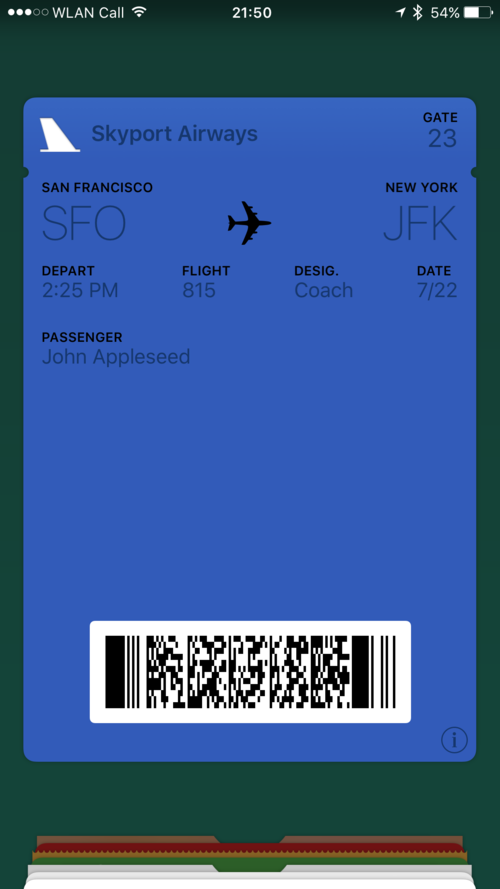 WLAN Call 21:50 54%
Skyport Airways
GATE
23
SAN FRANCISCO NEW YORK
SFO JFK
DEPART FLIGHT DESIG. DATE
2:25 PM 815 Coach 7/22
PASSENGER
John Appleseed